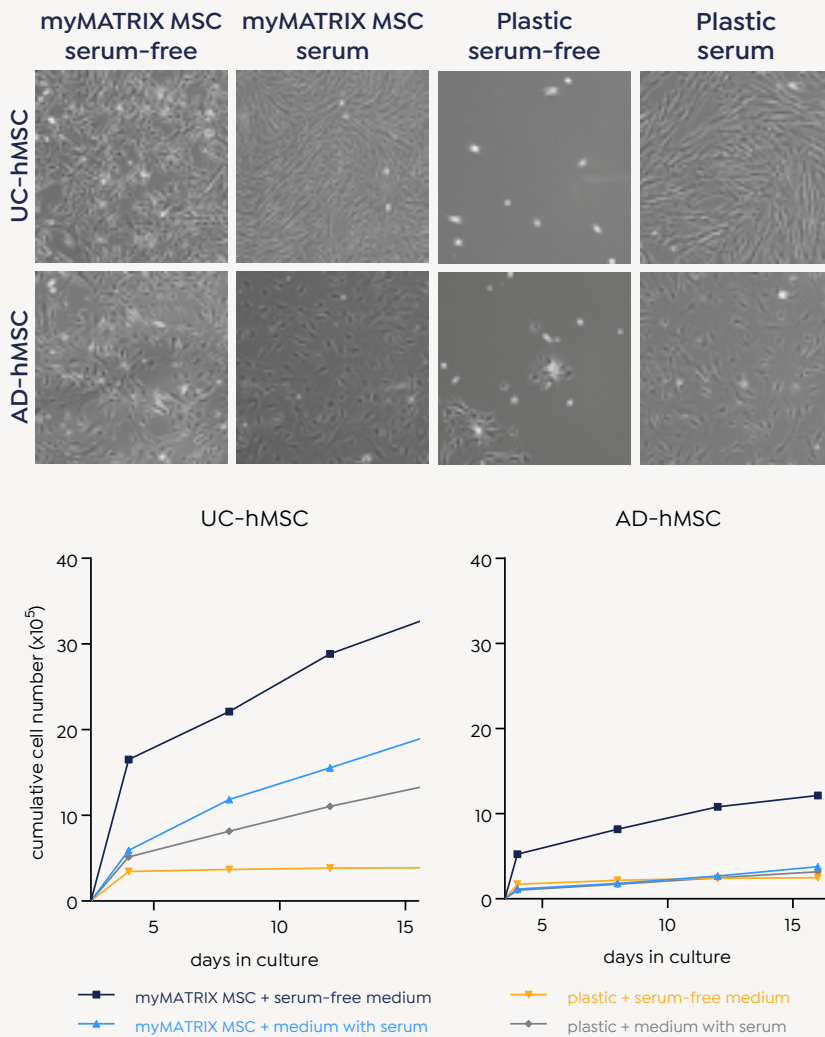 myMATRIX MSC
serum-free
myMATRIX MSC
serum
Plastic
serum-free
Plastic
serum
UC-hMSC
AD-hMSC
UC-hMSC
AD-hMSC
cumulative cell number (x10⁵)
40
30
20
10
0
5
10
15
days in culture
40
30
20
10
0
5
10
15
days in culture
myMATRIX MSC + serum-free medium
plastic + serum-free medium
myMATRIX MSC + medium with serum
plastic + medium with serum